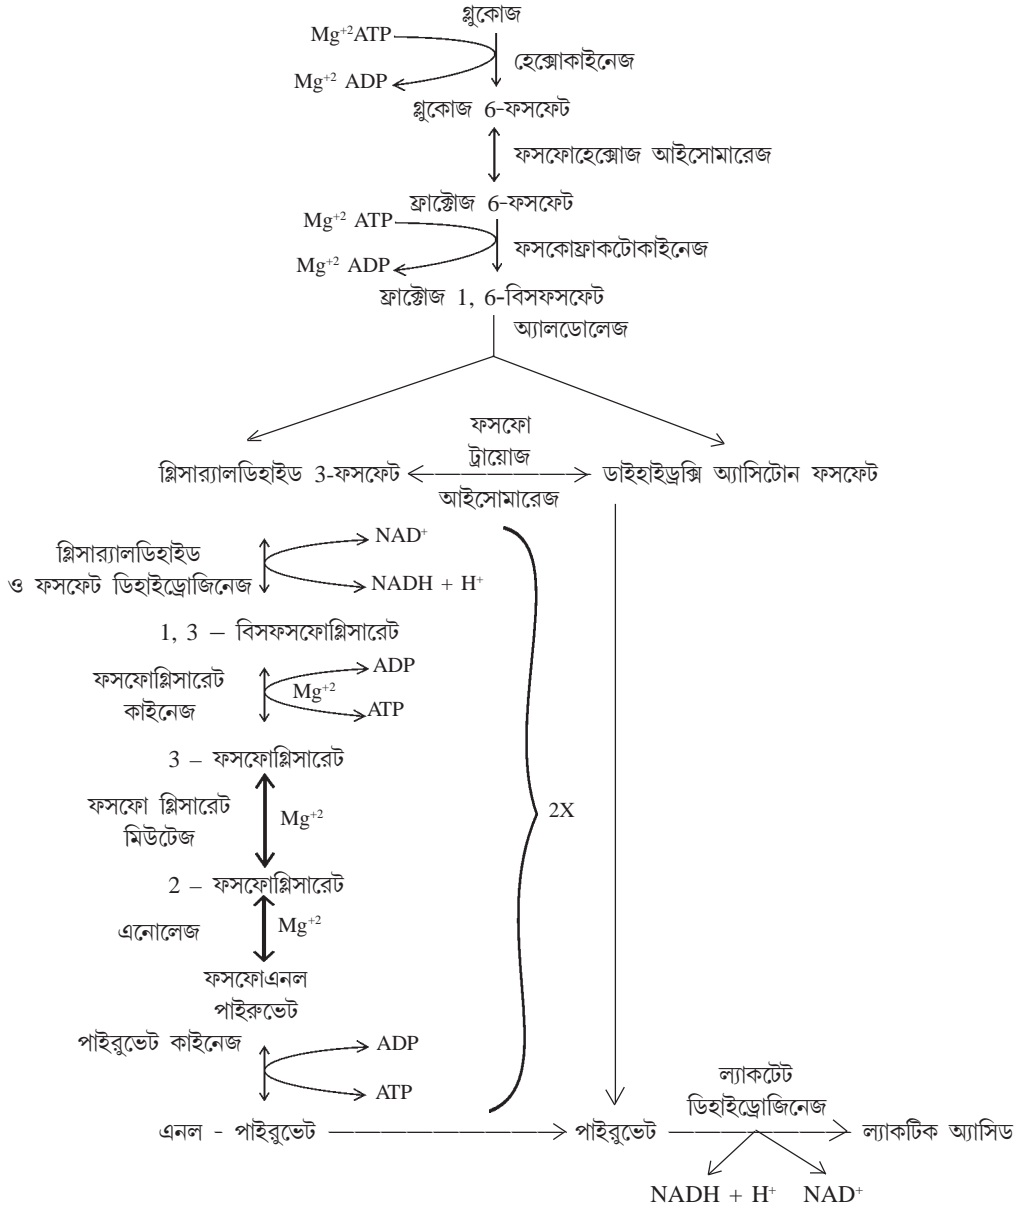 গ্লুকোজ
Mg+2ATP
হেক্সোকাইনেজ
Mg+2 ADP
গ্লুকোজ 6-ফসফেট
ফসফোহেক্সোজ আইসোমারেজ
ফ্রাক্টোজ 6-ফসফেট
Mg+2 ATP
ফসকোফ্রাকটোকাইনেজ
Mg+2 ADP
ফ্রাক্টোজ 1, 6-বিসফসফেট
অ্যালডোলেজ
ফসফো
ট্রায়োজ
গ্লিসার‍্যালডিহাইড 3-ফসফেট
ডাইহাইড্রক্সি অ্যাসিটোন ফসফেট
আইসোমারেজ
NAD+
গ্লিসার‍্যালডিহাইড
ও ফসফেট ডিহাইড্রোজিনেজ
NADH + H+
1, 3 – বিসফসফোগ্লিসারেট
ADP
ফসফোগ্লিসারেট
কাইনেজ
Mg+2
ATP
3 – ফসফোগ্লিসারেট
ফসফো গ্লিসারেট
মিউটেজ
Mg+2
2X
2 – ফসফোগ্লিসারেট
এনোলেজ
Mg+2
ফসফোএনল
পাইরুভেট
পাইরুভেট কাইনেজ
ADP
ATP
ল্যাকটেট
ডিহাইড্রোজিনেজ
এনল - পাইরুভেট
পাইরুভেট
ল্যাকটিক অ্যাসিড
NADH + H+
NAD+